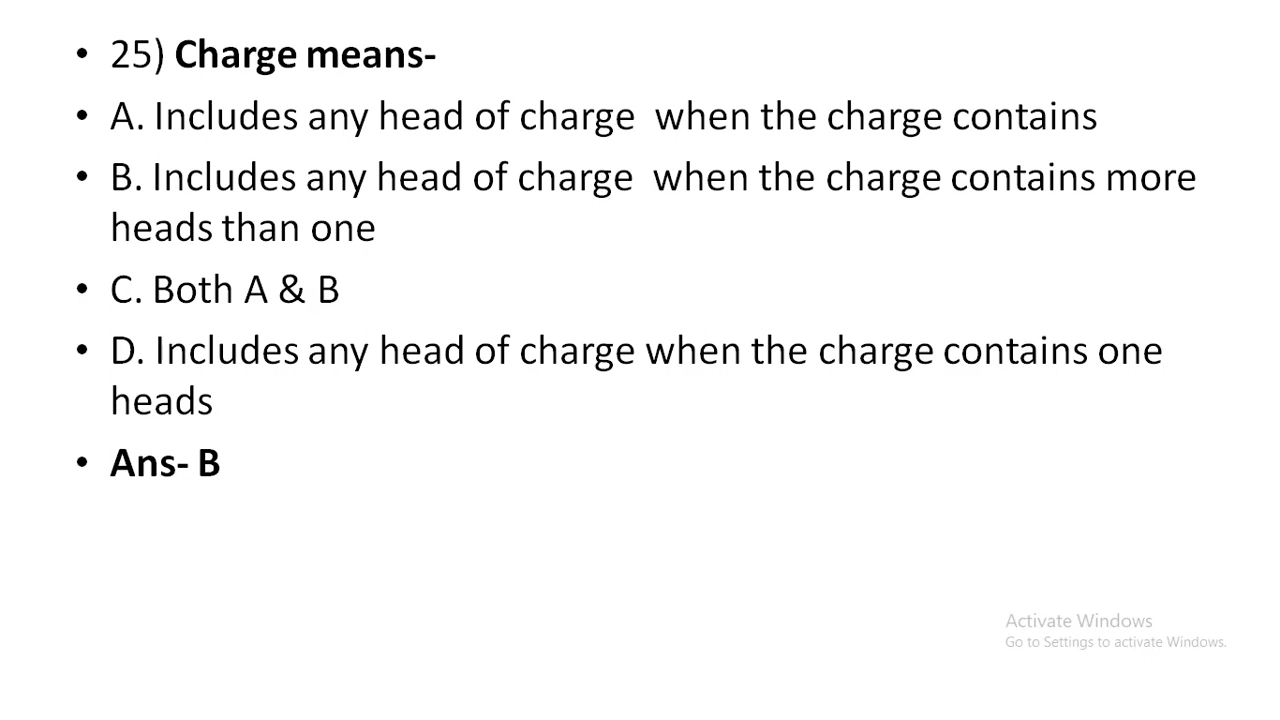 • 25) Charge means-
• A. Includes any head of charge  when the charge contains
• B. Includes any head of charge  when the charge contains more
heads than one
• C. Both A & B
• D. Includes any head of charge when the charge contains one
heads
• Ans- B
Activate Windows
Go to Settings to activate Windows.